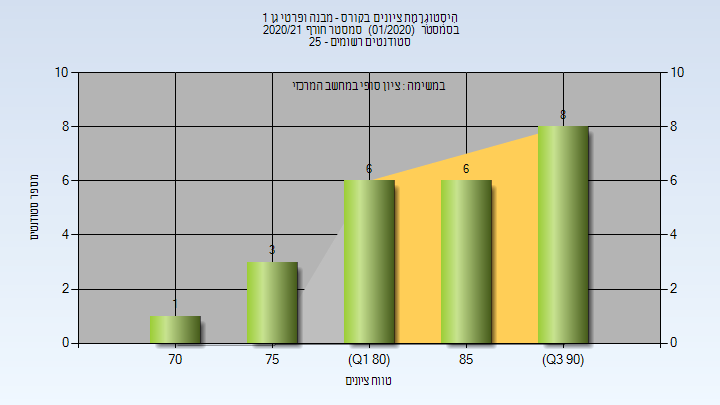 היסטוגרמת ציונים בקורס - מבנה ופרטי גן 1
בסמסטר (01/2020) סמסטר חורף 2020/21
סטודנטים רשומים - 25
במשימה : ציון סופי במחשב המרכזי
10 10
8 8
6 6
4 4
2 2
0 0
1 3 6 6 8
מספר סטודנטים
70 75 (Q1 80) 85 (Q3 90)
טווח ציונים